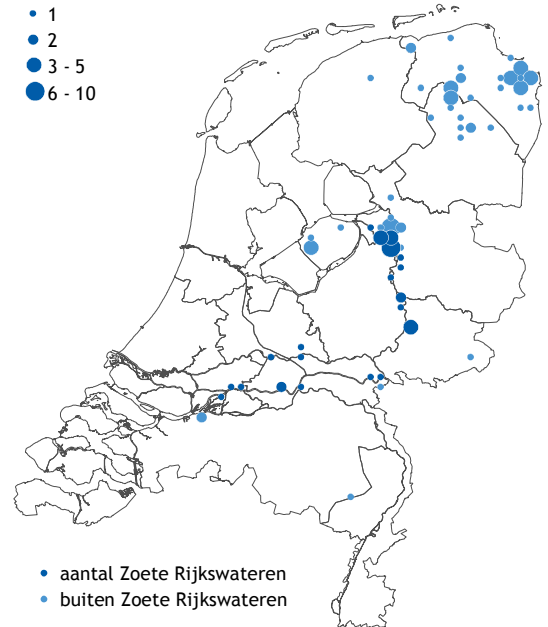 1
2
3 - 5
6 - 10
aantal Zoete Rijkswateren
buiten Zoete Rijkswateren